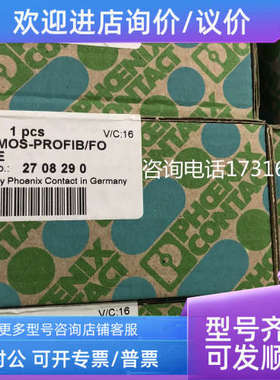 欢迎进店询价/议价
1 pcs
V/C:16
MOS-PROFIB/FO
E
o.: 27 08 29 0
y Phoenix Contact in Germany
咨询电话17316
PHOENIX
CONTACT
PHOENIX
CONTACT
V/C:16
更多型号咨询店铺客服
对公 可开专票/普票
型号齐
可发顺